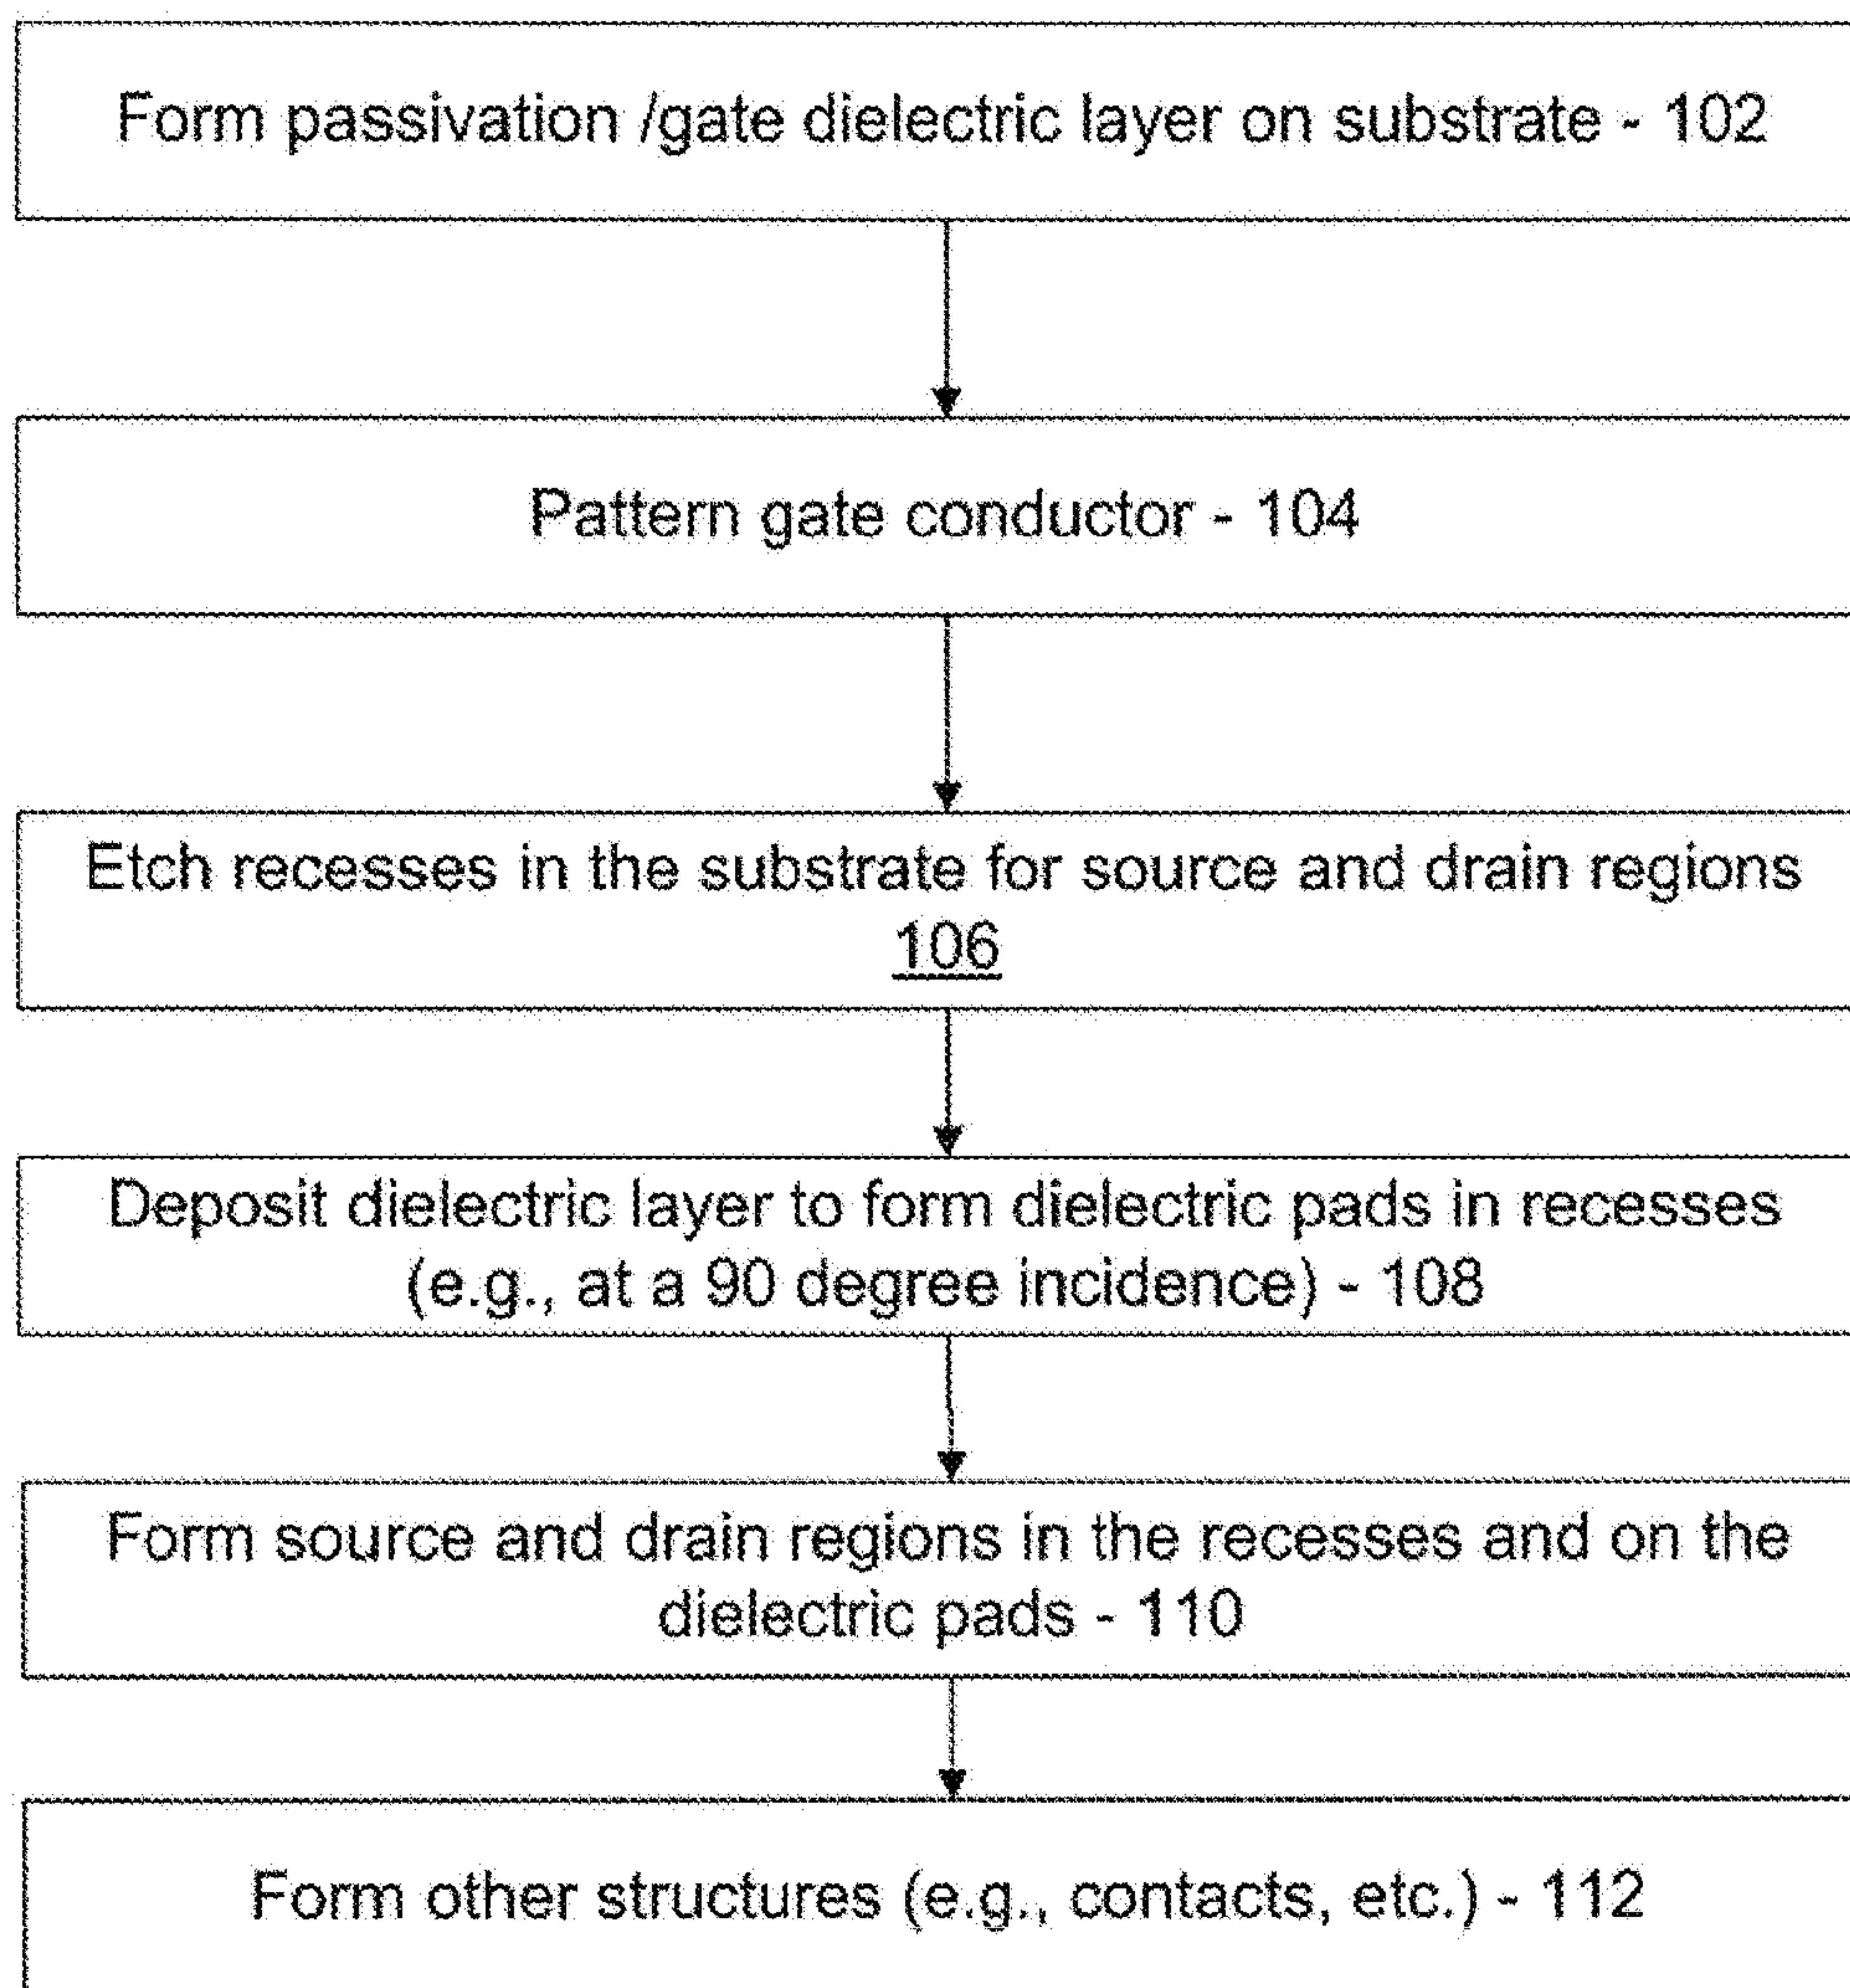 Form passivation /gate dielectric layer on substrate - 102
Pattern gate conductor - 104
Etch recesses in the substrate for source and drain regions
106
Deposit dielectric layer to form dielectric pads in recesses
(e.g., at a 90 degree incidence) - 108
Form source and drain regions in the recesses and on the
dielectric pads - 110
Form other structures (e.g., contacts, etc.) - 112